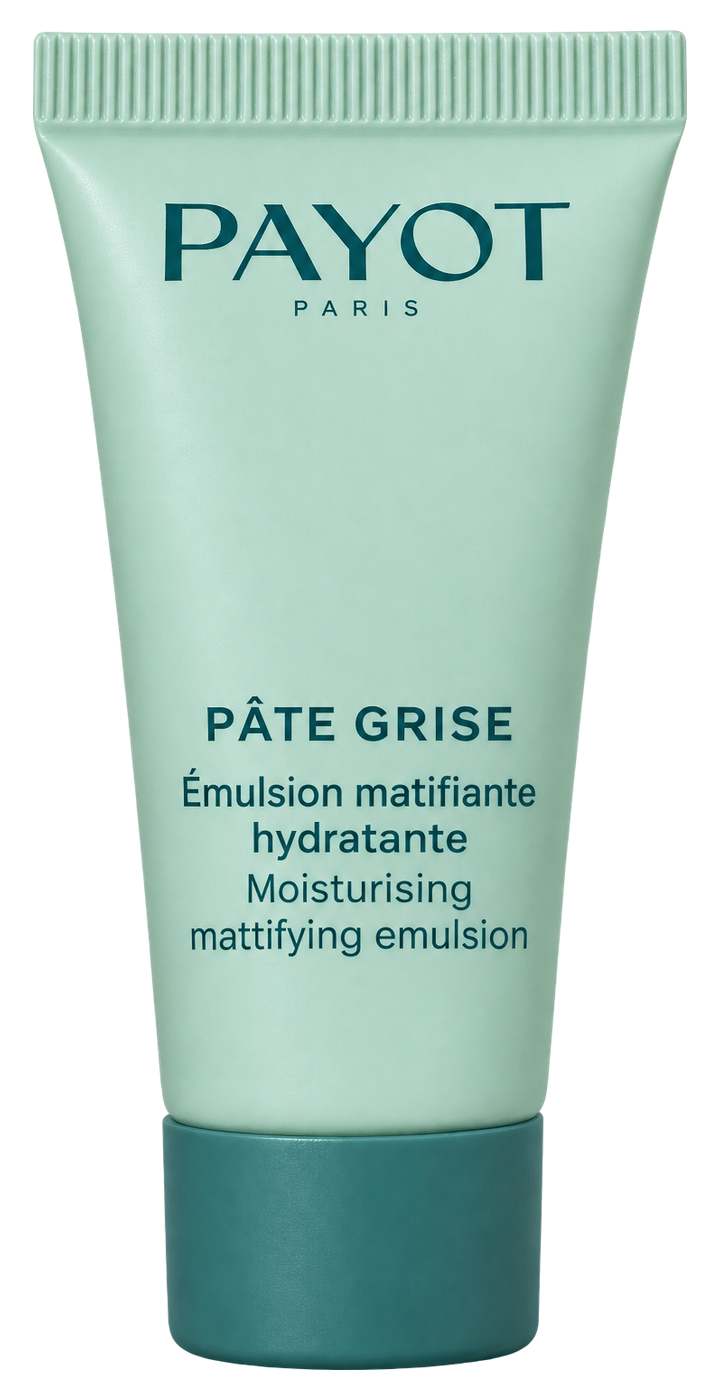 PAYOT
PARIS
PÂTE GRISE
Émulsion matifiante
hydratante
Moisturising
mattifying emulsion